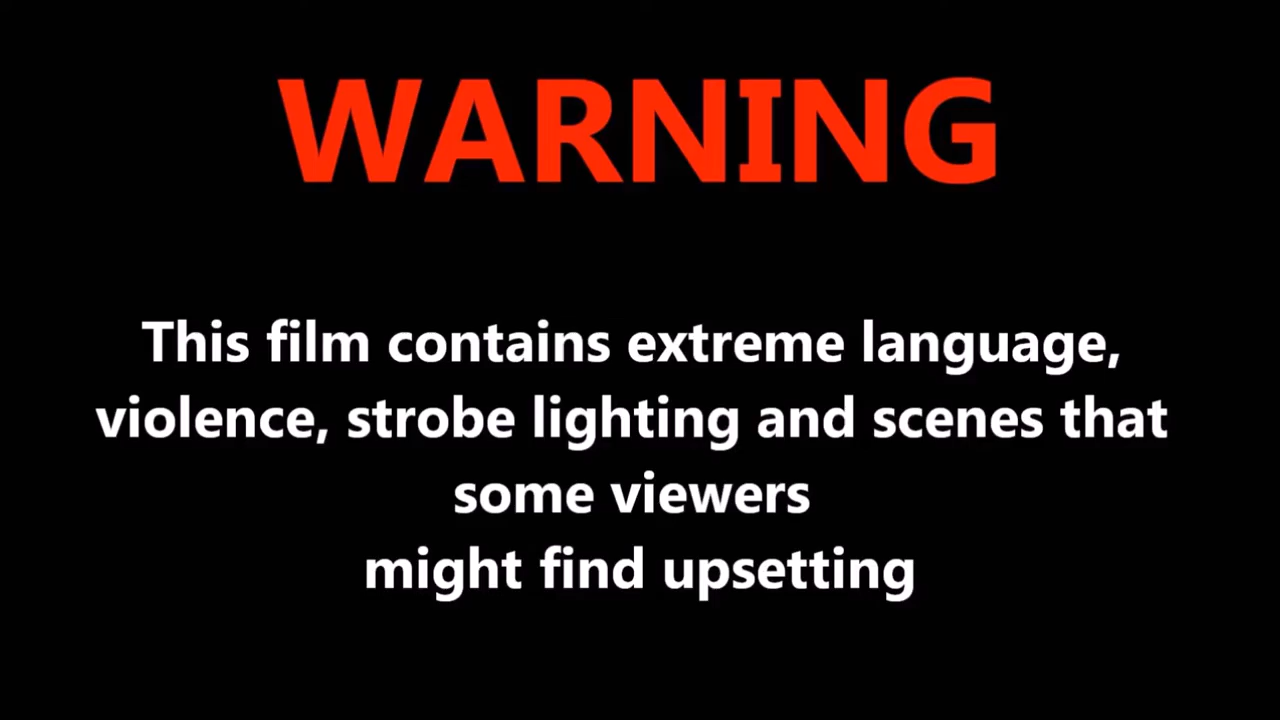 WARNING
This film contains extreme language,
violence, strobe lighting and scenes that
some viewers
might find upsetting